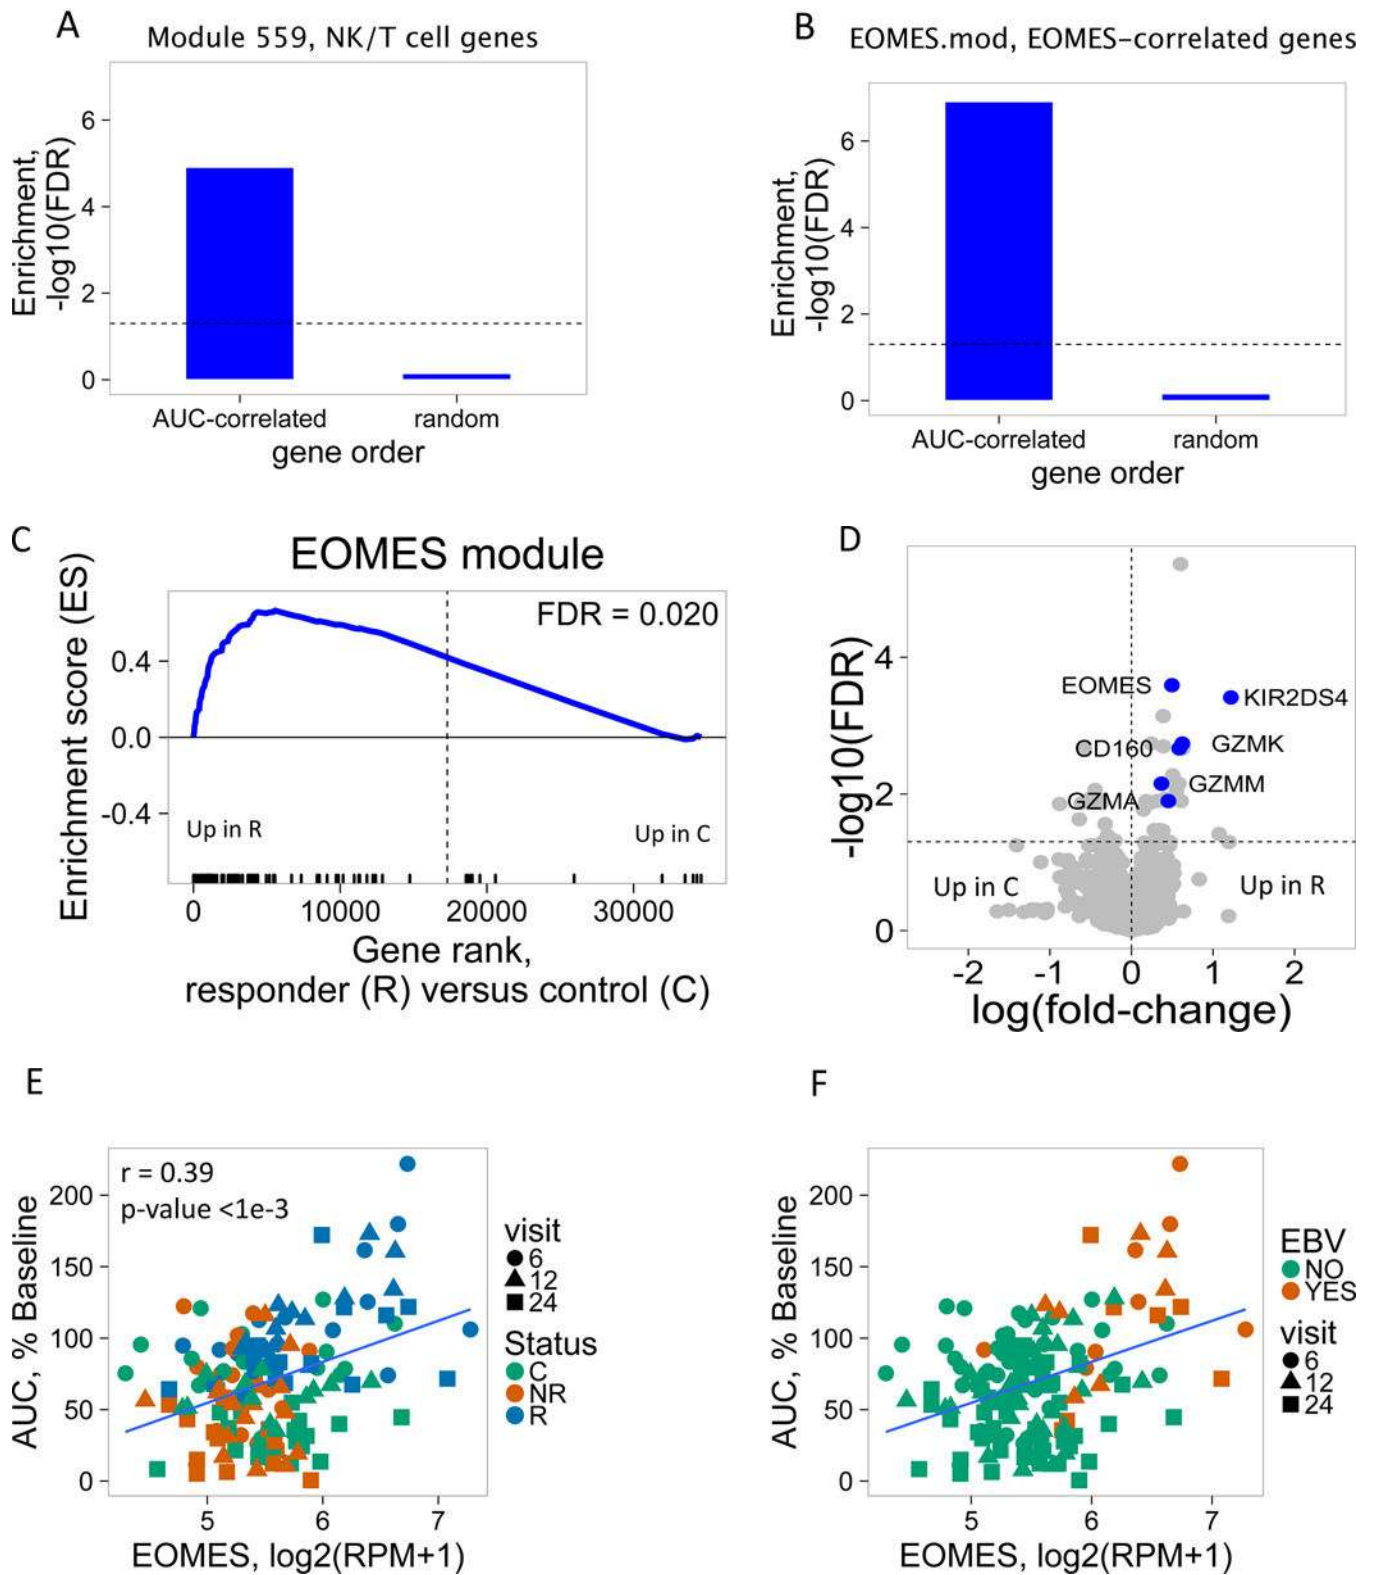 A
Module 559, NK/T cell genes
Enrichment,
-log10(FDR)
6
4
2
0
AUC-correlated random
gene order
B
EOMES.mod, EOMES-correlated genes
Enrichment,
-log10(FDR)
6
4
2
0
AUC-correlated random
gene order
C
EOMES module
FDR = 0.020
Enrichment score (ES)
0.4
0.0
-0.4
Up in R Up in C
0 10000 20000 30000
Gene rank,
responder (R) versus control (C)
D
-log10(FDR)
4
2
0
EOMES
KIR2DS4
CD160
GZMK
GZMM
GZMA
Up in C Up in R
-2 -1 0 1 2
log(fold-change)
E
r = 0.39
p-value <1e-3
AUC, % Baseline
200
150
100
50
0
5 6 7
EOMES, log2(RPM+1)
visit
6
12
24
Status
C
NR
R
F
AUC, % Baseline
200
150
100
50
0
5 6 7
EOMES, log2(RPM+1)
EBV
NO
YES
visit
6
12
24